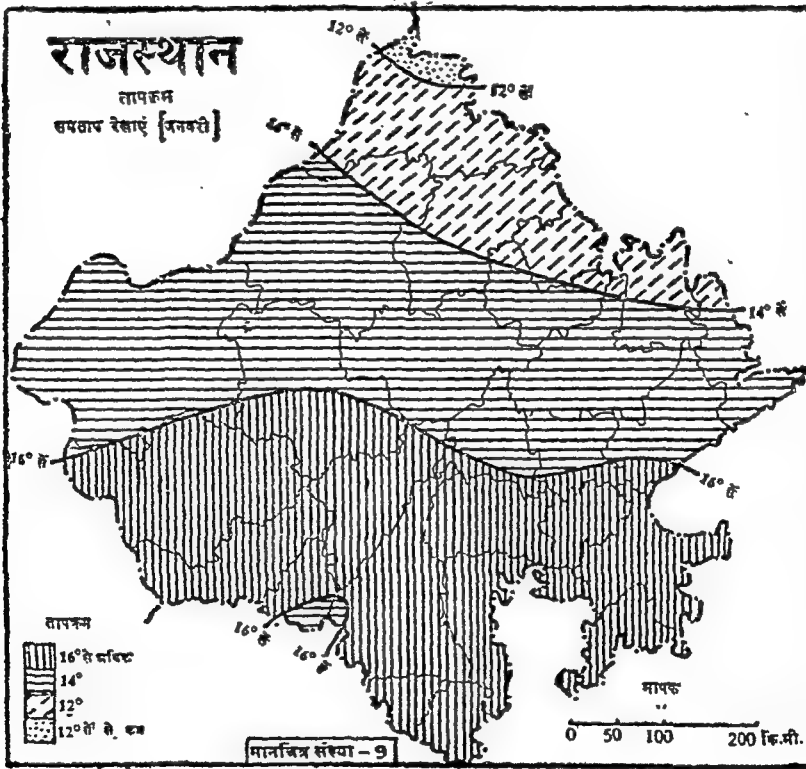 राजस्थान
तापक्रम
समताप रेखाएं [जनवरी]
12° सें
12° सें
14° सें
16° सें
16° सें
16° सें
16° सें
तापक्रम
16° से अधिक
14°
12°
12° सें से कम
मापक
0 50 100 200 कि.मी.
मानचित्र संख्या - 9